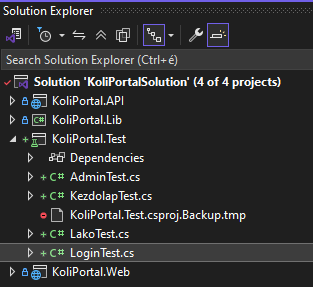 Solution Explorer
Search Solution Explorer (Ctrl+é)
Solution 'KoliPortalSolution' (4 of 4 projects)
KoliPortal.API
C# KoliPortal.Lib
KoliPortal.Test
Dependencies
C# AdminTest.cs
C# KezdolapTest.cs
KoliPortal.Test.csproj.Backup.tmp
C# LakoTest.cs
C# LoginTest.cs
KoliPortal.Web